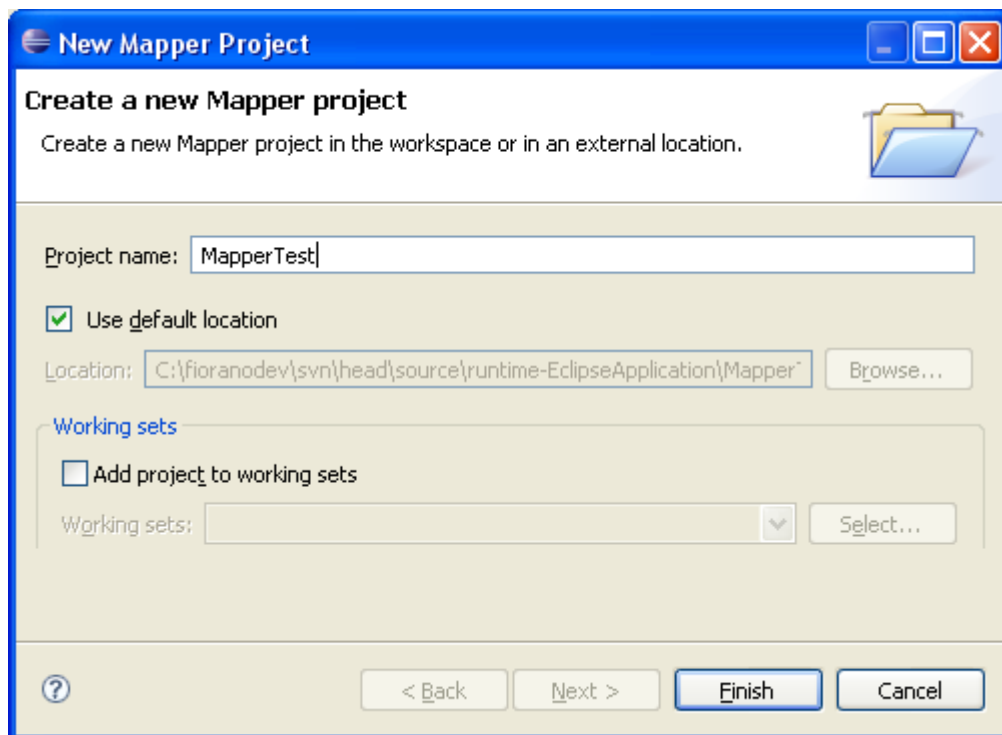 New Mapper Project
Create a new Mapper project
Create a new Mapper project in the workspace or in an external location.
Project name: MapperTest
Use default location
Location: C:\fioranodev\svn\head\source\runtime-EclipseApplication\Mapper Browse...
Working sets
Add project to working sets
Working sets: Select...
< Back Next > Finish Cancel